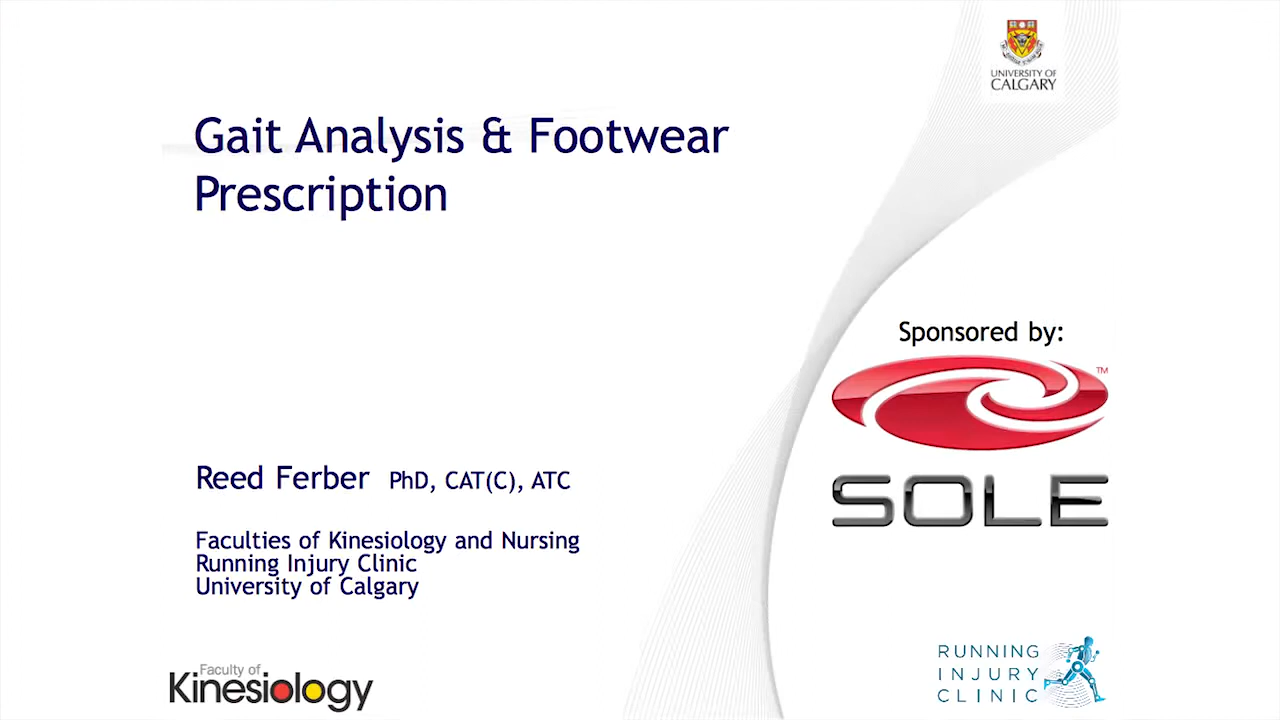 UNIVERSITY OF
CALGARY
Gait Analysis & Footwear
Prescription
Sponsored by:
TM
SOLE
Reed Ferber PhD, CAT(C), ATC
Faculties of Kinesiology and Nursing
Running Injury Clinic
University of Calgary
Faculty of
Kinesiology
RUNNING
INJURY
CLINIC